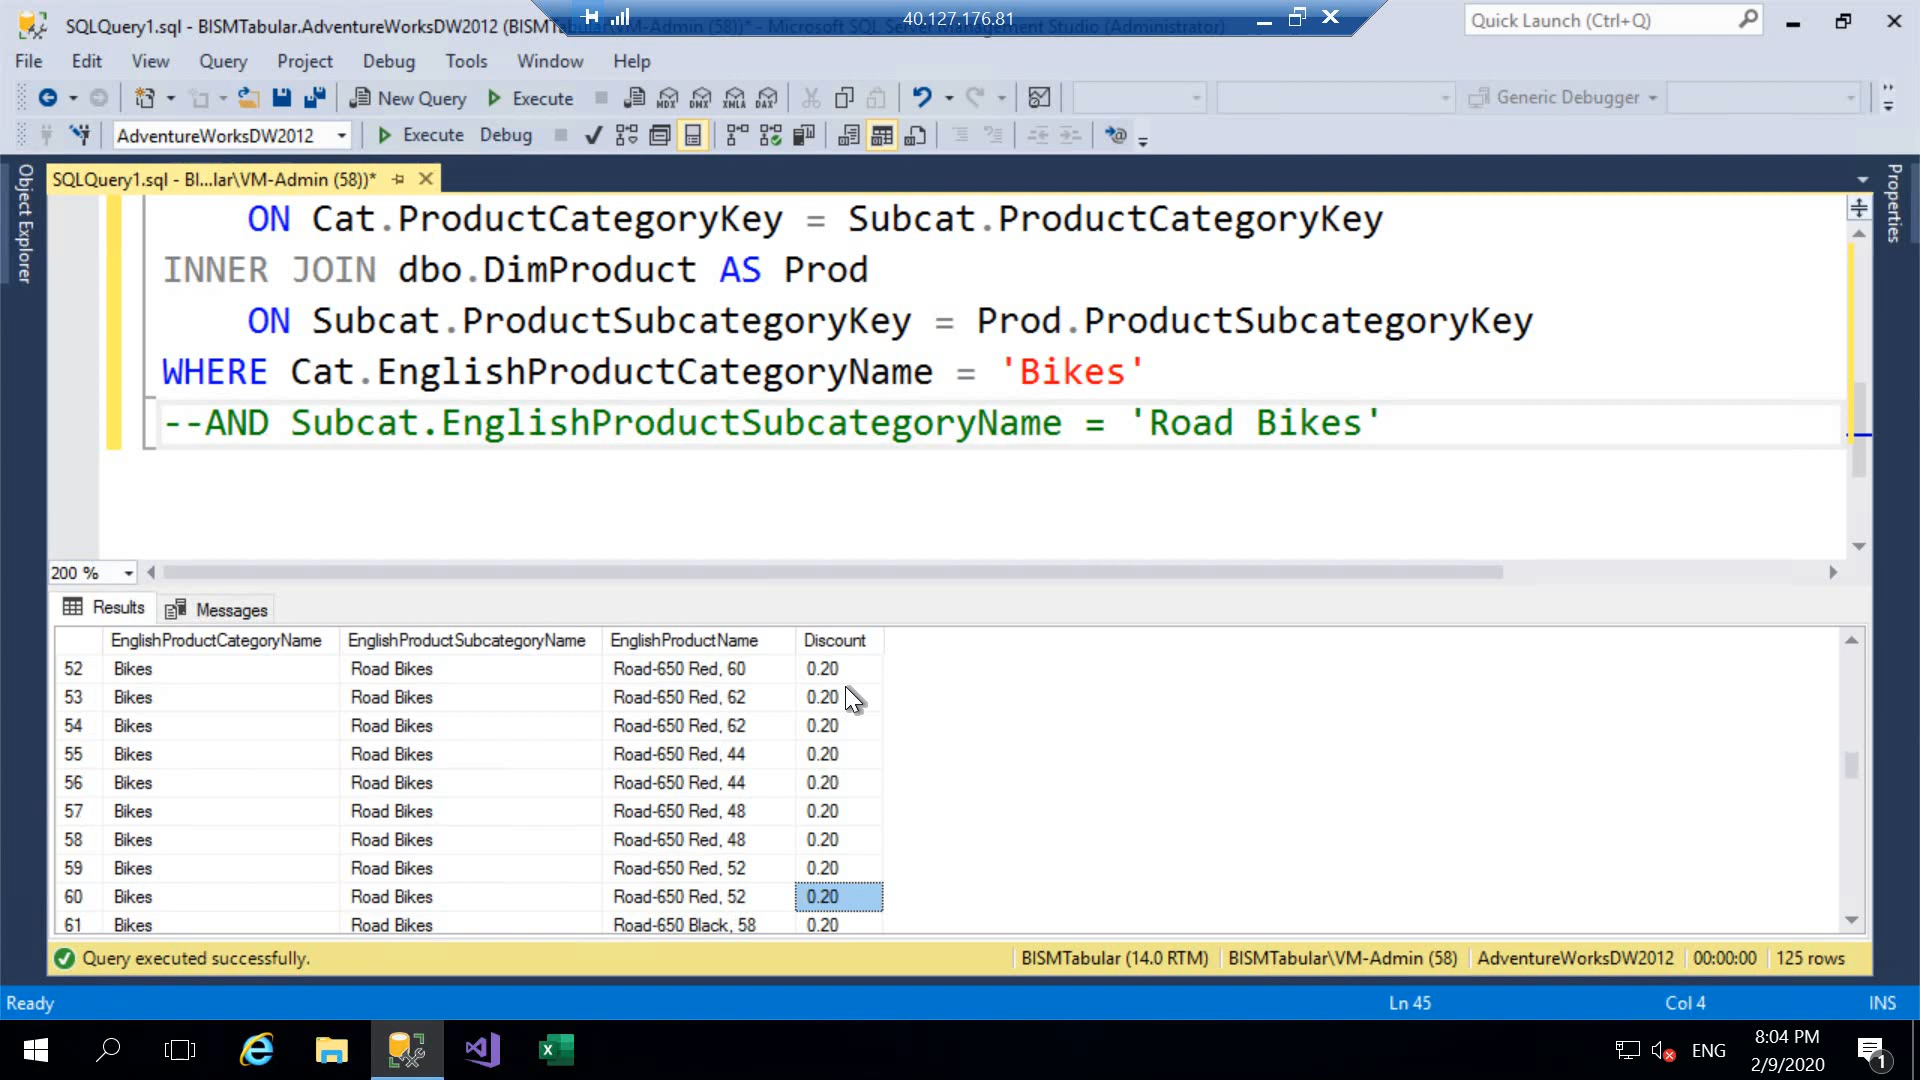 SQLQuery1.sql - BISMTabular.AdventureWorksDW2012 (BISMTabular\VM-Admin (58))* - Microsoft SQL Server Management Studio (Administrator)
40.127.176.81
Quick Launch (Ctrl+Q)
File Edit View Query Project Debug Tools Window Help
New Query Execute MDX DMX XMLA DAX Generic Debugger
AdventureWorksDW2012 Execute Debug
Object Explorer
SQLQuery1.sql - BI...lar\VM-Admin (58))*
Properties
ON Cat.ProductCategoryKey = Subcat.ProductCategoryKey
INNER JOIN dbo.DimProduct AS Prod
ON Subcat.ProductSubcategoryKey = Prod.ProductSubcategoryKey
WHERE Cat.EnglishProductCategoryName = 'Bikes'
--AND Subcat.EnglishProductSubcategoryName = 'Road Bikes'
200 %
Results Messages
EnglishProductCategoryName EnglishProductSubcategoryName EnglishProductName Discount
52 Bikes Road Bikes Road-650 Red, 60 0.20
53 Bikes Road Bikes Road-650 Red, 62 0.20
54 Bikes Road Bikes Road-650 Red, 62 0.20
55 Bikes Road Bikes Road-650 Red, 44 0.20
56 Bikes Road Bikes Road-650 Red, 44 0.20
57 Bikes Road Bikes Road-650 Red, 48 0.20
58 Bikes Road Bikes Road-650 Red, 48 0.20
59 Bikes Road Bikes Road-650 Red, 52 0.20
60 Bikes Road Bikes Road-650 Red, 52 0.20
61 Bikes Road Bikes Road-650 Black, 58 0.20
Query executed successfully. BISMTabular (14.0 RTM) BISMTabular\VM-Admin (58) AdventureWorksDW2012 00:00:00 125 rows
Ready Ln 45 Col 4 INS
ENG 8:04 PM
2/9/2020
1